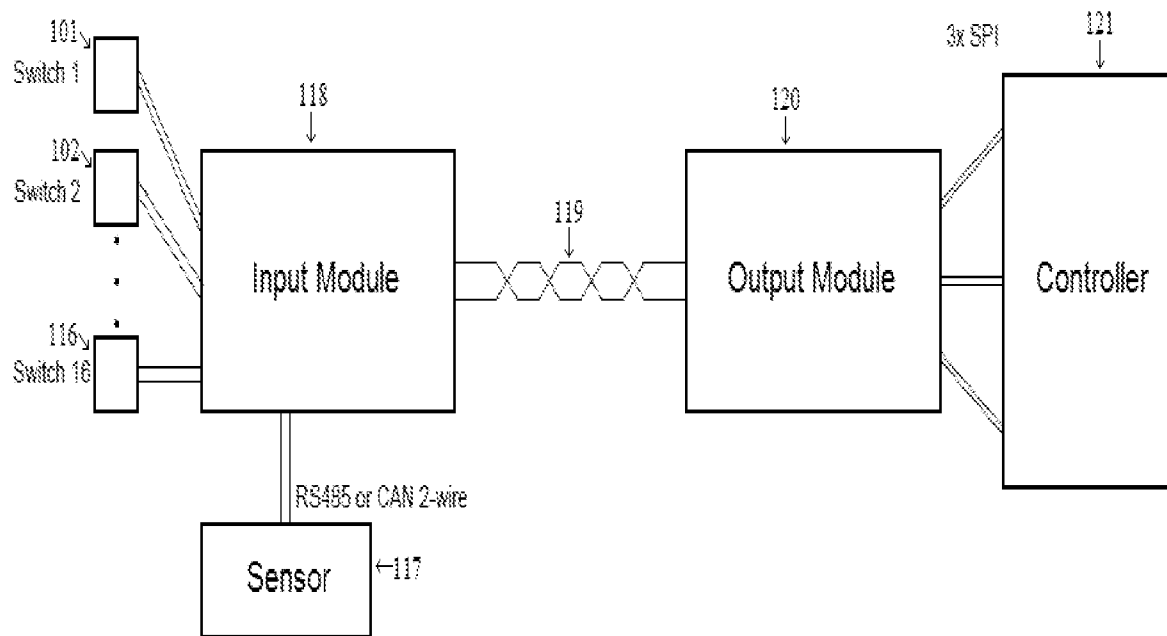 101
Switch 1
102
Switch 2
116
Switch 16
118
Input Module
119
120
Output Module
3x SPI
121
Controller
RS485 or CAN 2-wire
Sensor
117